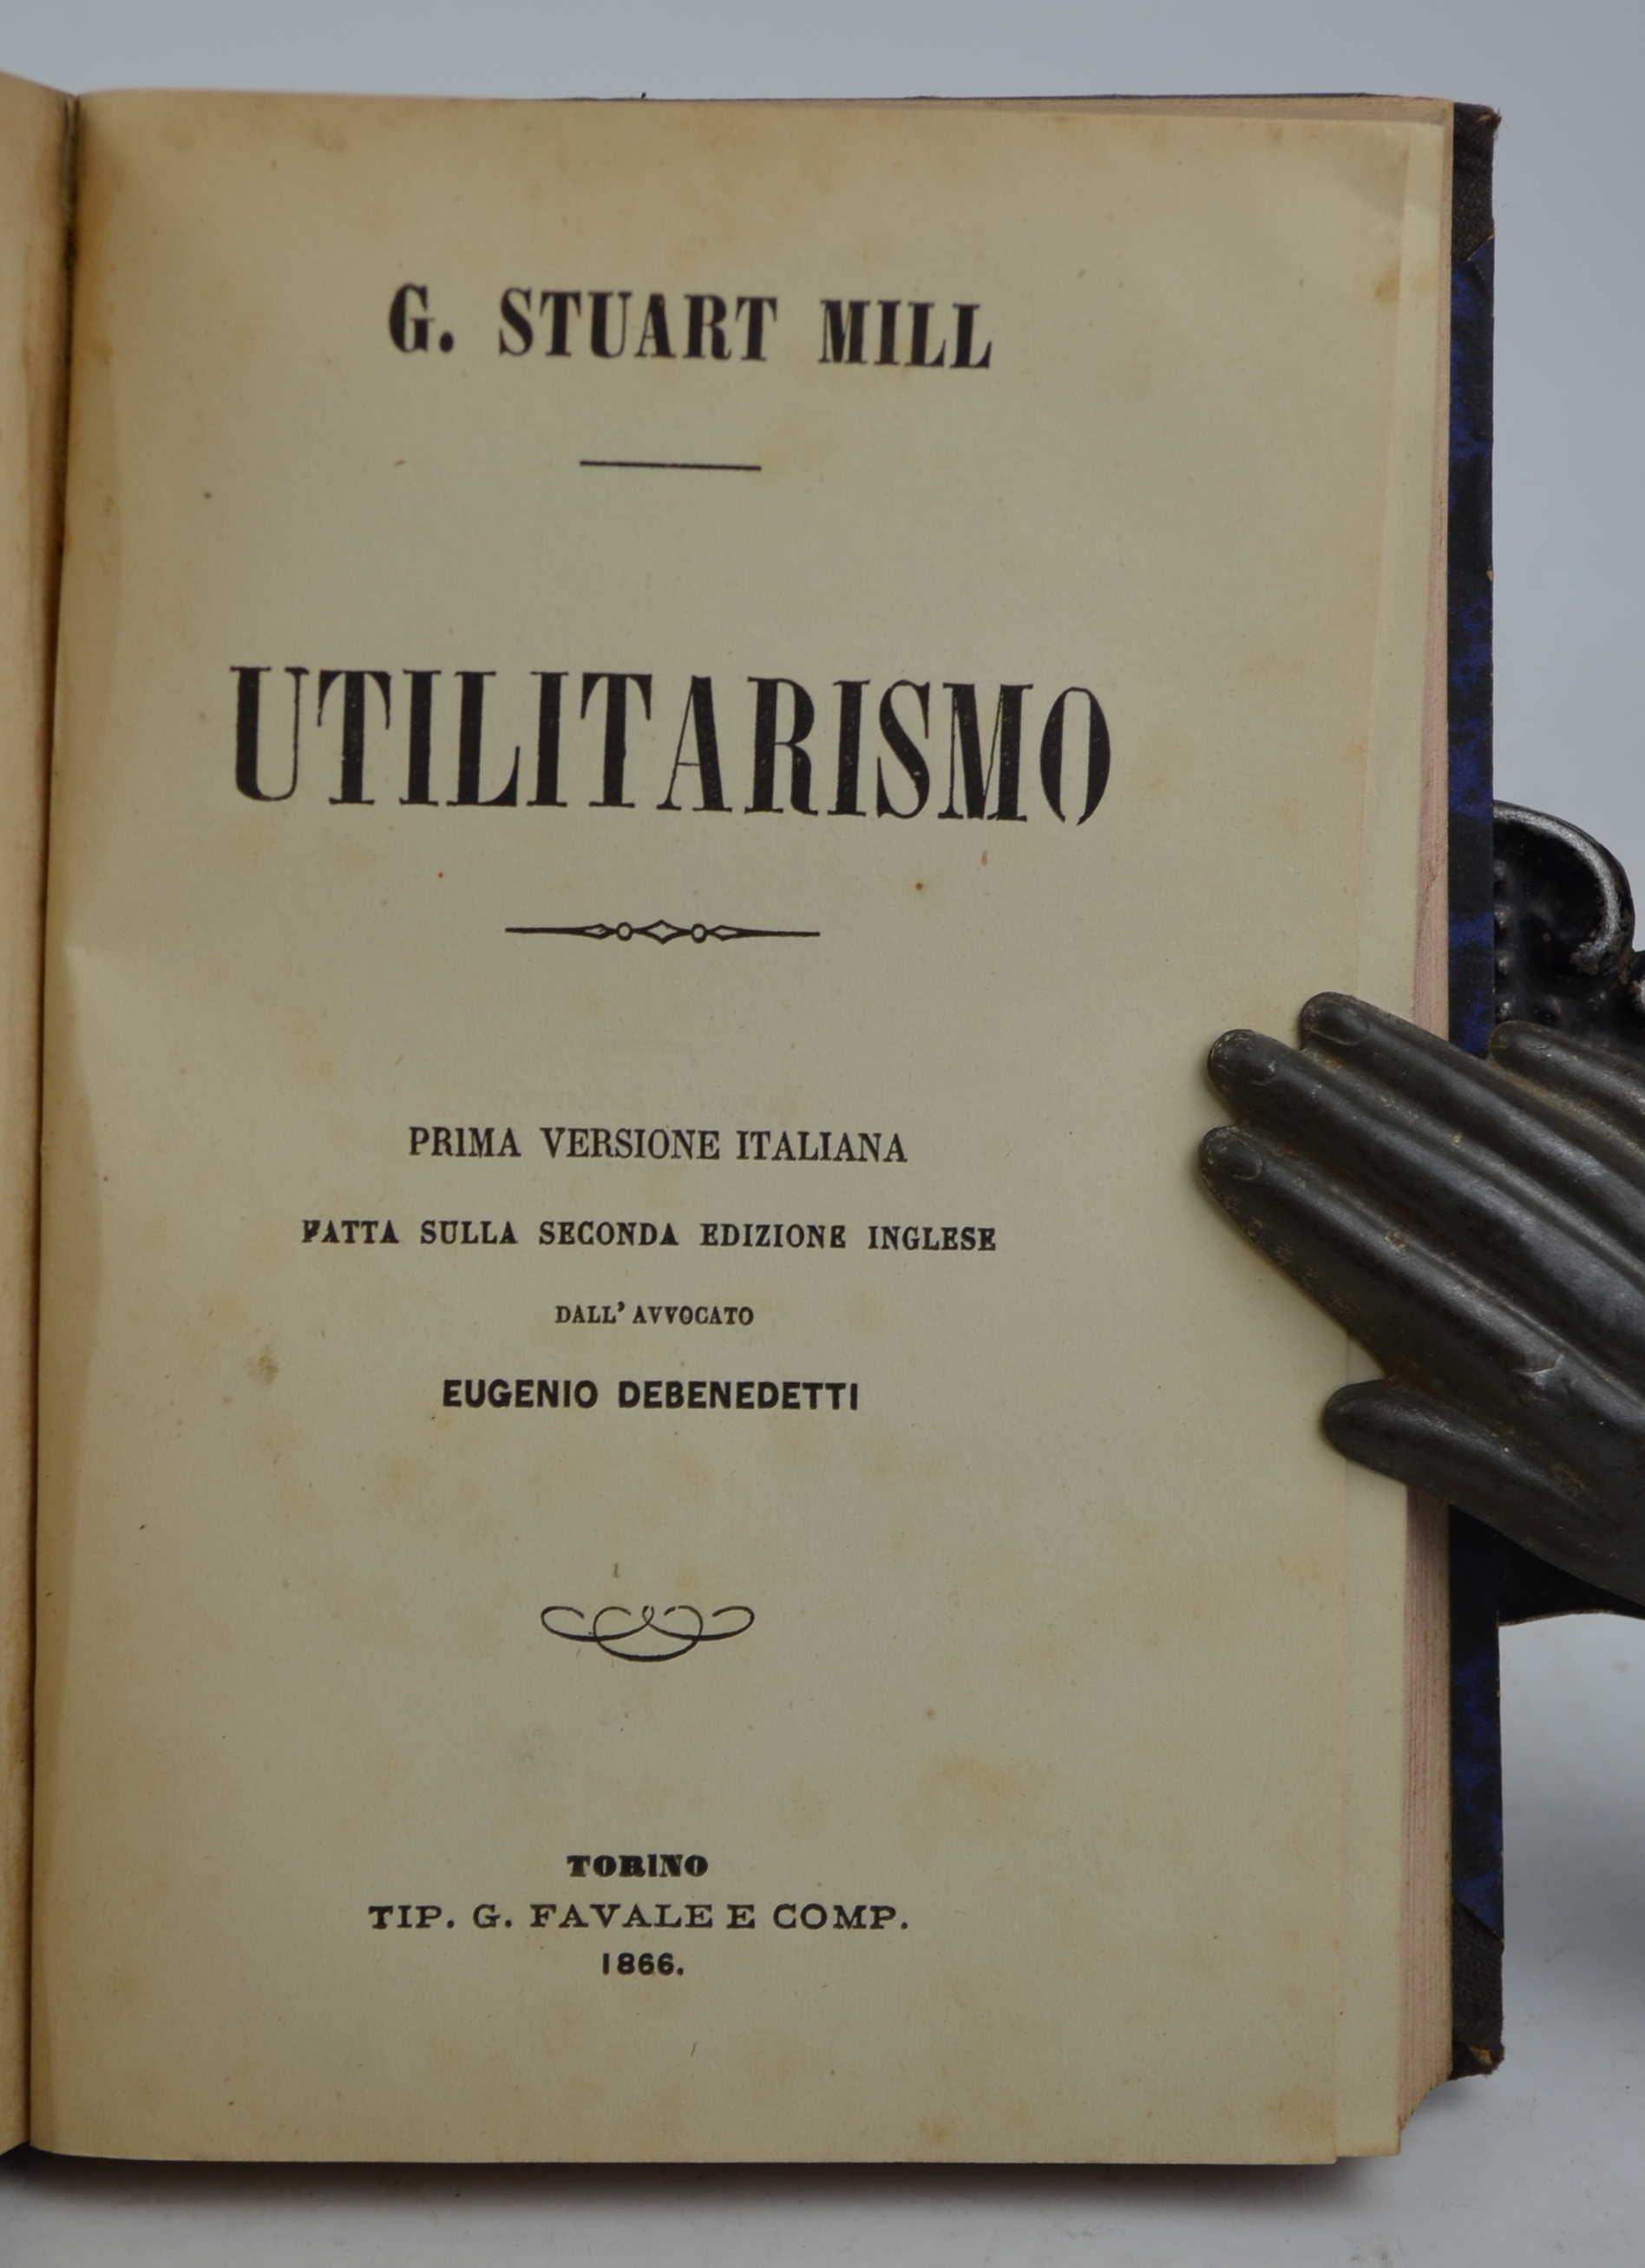 G. STUART MILL
UTILITARISMO
PRIMA VERSIONE ITALIANA
FATTA SULLA SECONDA EDIZIONE INGLESE
DALL' AVVOCATO
EUGENIO DEBENEDETTI
TORINO
TIP. G. FAVALE E COMP.
1866.